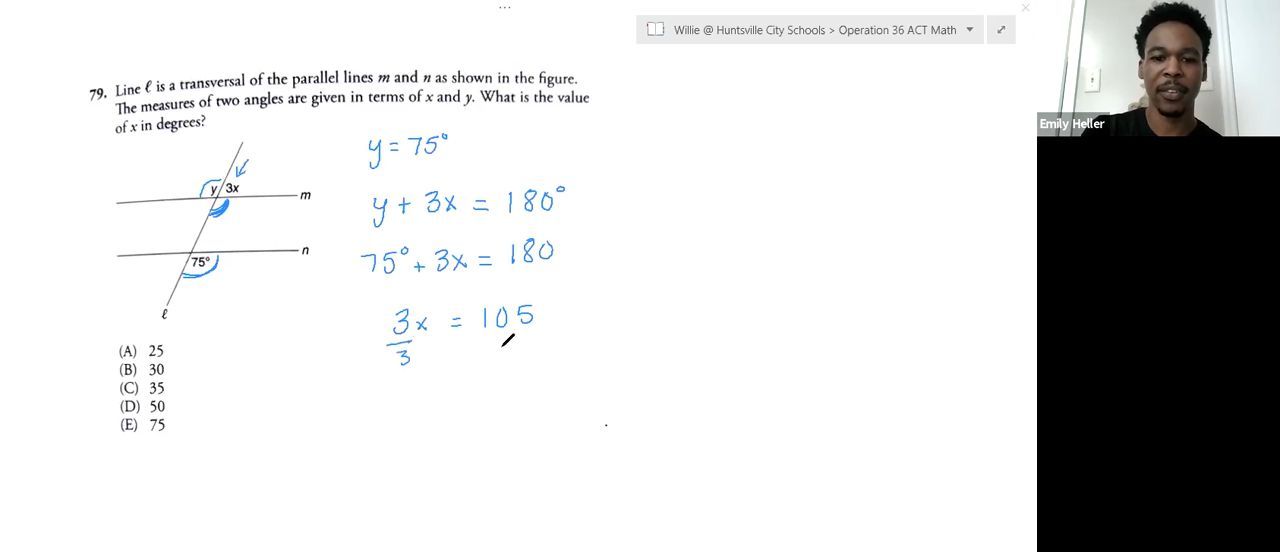 ...
Willie @ Huntsville City Schools > Operation 36 ACT Math
Emily Heller
79. Line ℓ is a transversal of the parallel lines m and n as shown in the figure.
The measures of two angles are given in terms of x and y. What is the value
of x in degrees?
y 3x
m
n
75°
ℓ
(A) 25
(B) 30
(C) 35
(D) 50
(E) 75
y = 75°
y + 3x = 180°
75° + 3x = 180
3x = 105
3